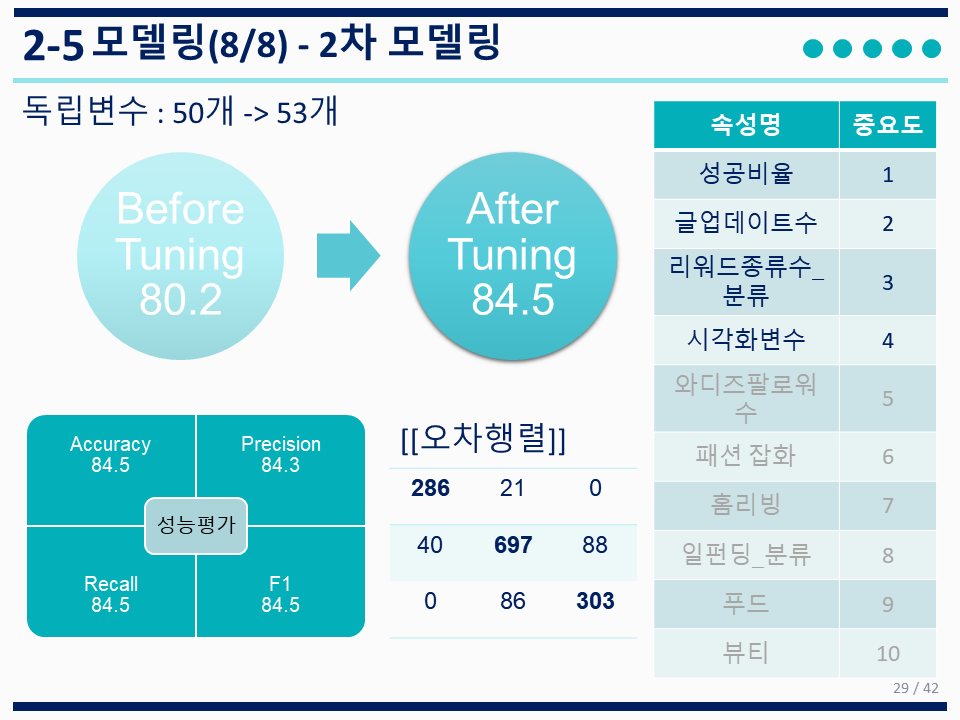 2-5 모델링(8/8) - 2차 모델링
독립변수 : 50개 -> 53개
Before
Tuning
80.2
After
Tuning
84.5
Accuracy
84.5
Precision
84.3
성능평가
Recall
84.5
F1
84.5
[[오차행렬]]
286 21 0
40 697 88
0 86 303
속성명 중요도
성공비율 1
글업데이트수 2
리워드종류수_
분류 3
시각화변수 4
와디즈팔로워
수 5
패션 잡화 6
홈리빙 7
일펀딩_분류 8
푸드 9
뷰티 10
29 / 42